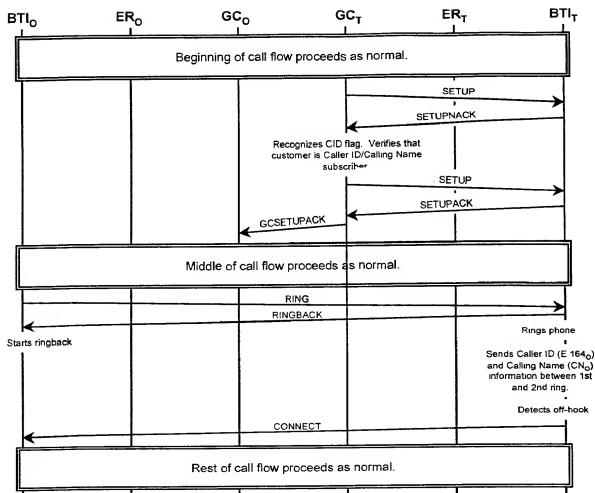 BTIO ERO GCO GCT ERT BTIT
Beginning of call flow proceeds as normal.
SETUP
SETUPNACK
Recognizes CID flag. Verifies that
customer is Caller ID/Calling Name
subscriber
SETUP
SETUPACK
GCSETUPACK
Middle of call flow proceeds as normal.
RING
RINGBACK
Starts ringback
Rings phone
Sends Caller ID (E 164O)
and Calling Name (CNO)
information between 1st
and 2nd ring.
Detects off-hook
CONNECT
Rest of call flow proceeds as normal.